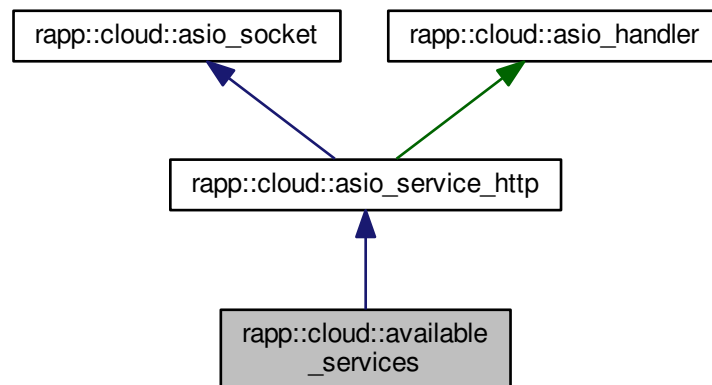 rapp::cloud::asio_socket
rapp::cloud::asio_handler
rapp::cloud::asio_service_http
rapp::cloud::available
_services